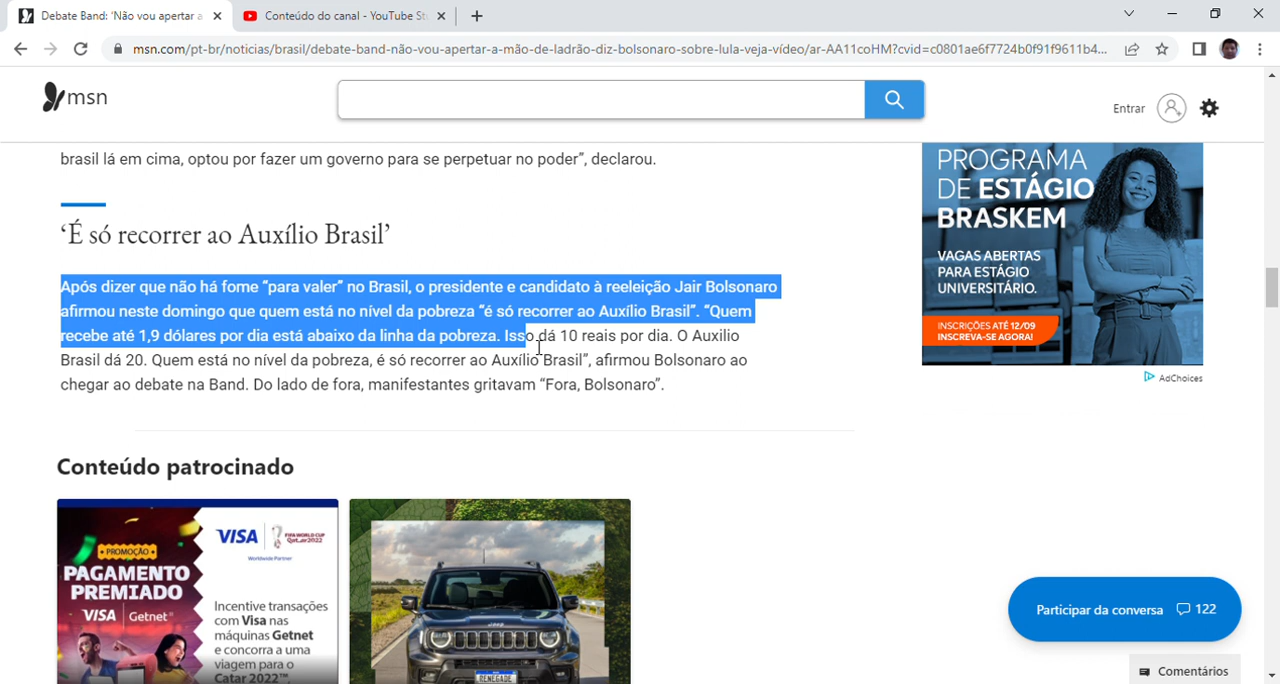 Debate Band: 'Não vou apertar a
Conteúdo do canal - YouTube St
msn.com/pt-br/noticias/brasil/debate-band-não-vou-apertar-a-mão-de-ladrão-diz-bolsonaro-sobre-lula-veja-vídeo/ar-AA11coHM?cvid=c0801ae6f7724b0f91f9611b4...
msn
Entrar
brasil lá em cima, optou por fazer um governo para se perpetuar no poder”, declarou.
‘É só recorrer ao Auxílio Brasil’
Após dizer que não há fome “para valer” no Brasil, o presidente e candidato à reeleição Jair Bolsonaro
afirmou neste domingo que quem está no nível da pobreza “é só recorrer ao Auxílio Brasil”. “Quem
recebe até 1,9 dólares por dia está abaixo da linha da pobreza. Isso dá 10 reais por dia. O Auxilio
Brasil dá 20. Quem está no nível da pobreza, é só recorrer ao Auxílio Brasil”, afirmou Bolsonaro ao
chegar ao debate na Band. Do lado de fora, manifestantes gritavam “Fora, Bolsonaro”.
PROGRAMA
DE ESTÁGIO
BRASKEM
VAGAS ABERTAS
PARA ESTÁGIO
UNIVERSITÁRIO.
INSCRIÇÕES ATÉ 12/09
INSCREVA-SE AGORA!
AdChoices
Conteúdo patrocinado
PROMOÇÃO
PAGAMENTO
PREMIADO
VISA Getnet
VISA
FIFA WORLD CUP
Qatar2022
Worldwide Partner
Incentive transações
com Visa nas
máquinas Getnet
e concorra a uma
viagem para o
Catar 2022™
Jeep
RENEGADE
Participar da conversa 122
Comentários